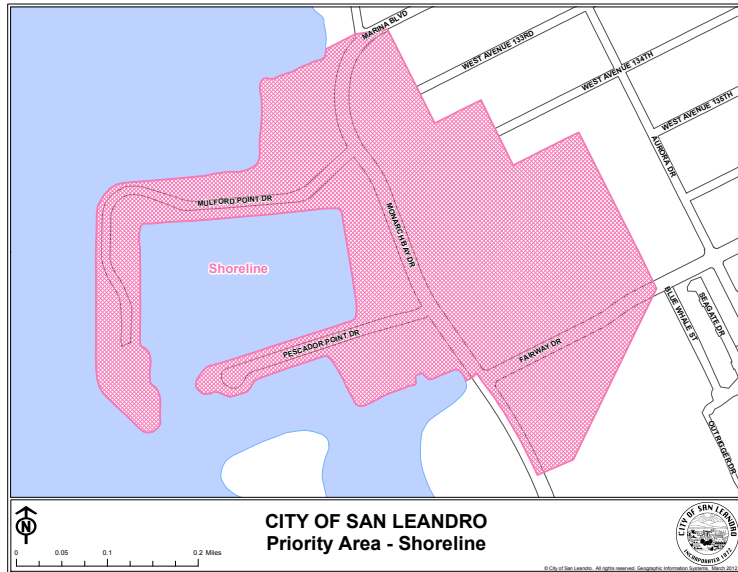 MARINA BLVD
WEST AVENUE 133RD
WEST AVENUE 134TH
WEST AVENUE 135TH
AURORA DR
MULFORD POINT DR
MONARCH BAY DR
Shoreline
PESCADOR POINT DR
FAIRWAY DR
BLUE WHALE ST
SEAGATE DR
OUTRIGGER DR
N
0 0.05 0.1 0.2 Miles
CITY OF SAN LEANDRO
Priority Area - Shoreline
CITY OF SAN LEANDRO
INCORPORATED 1872
© City of San Leandro. All rights reserved. Geographic Information Systems. March 2012